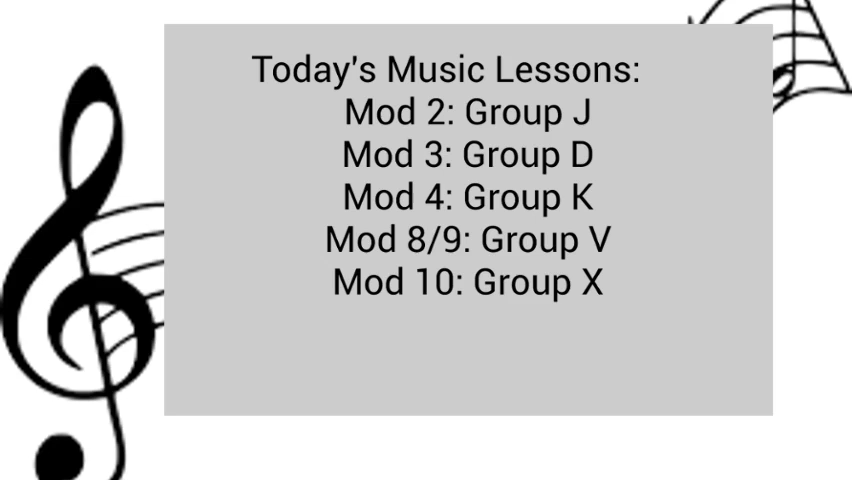 Today's Music Lessons:
Mod 2: Group J
Mod 3: Group D
Mod 4: Group K
Mod 8/9: Group V
Mod 10: Group X